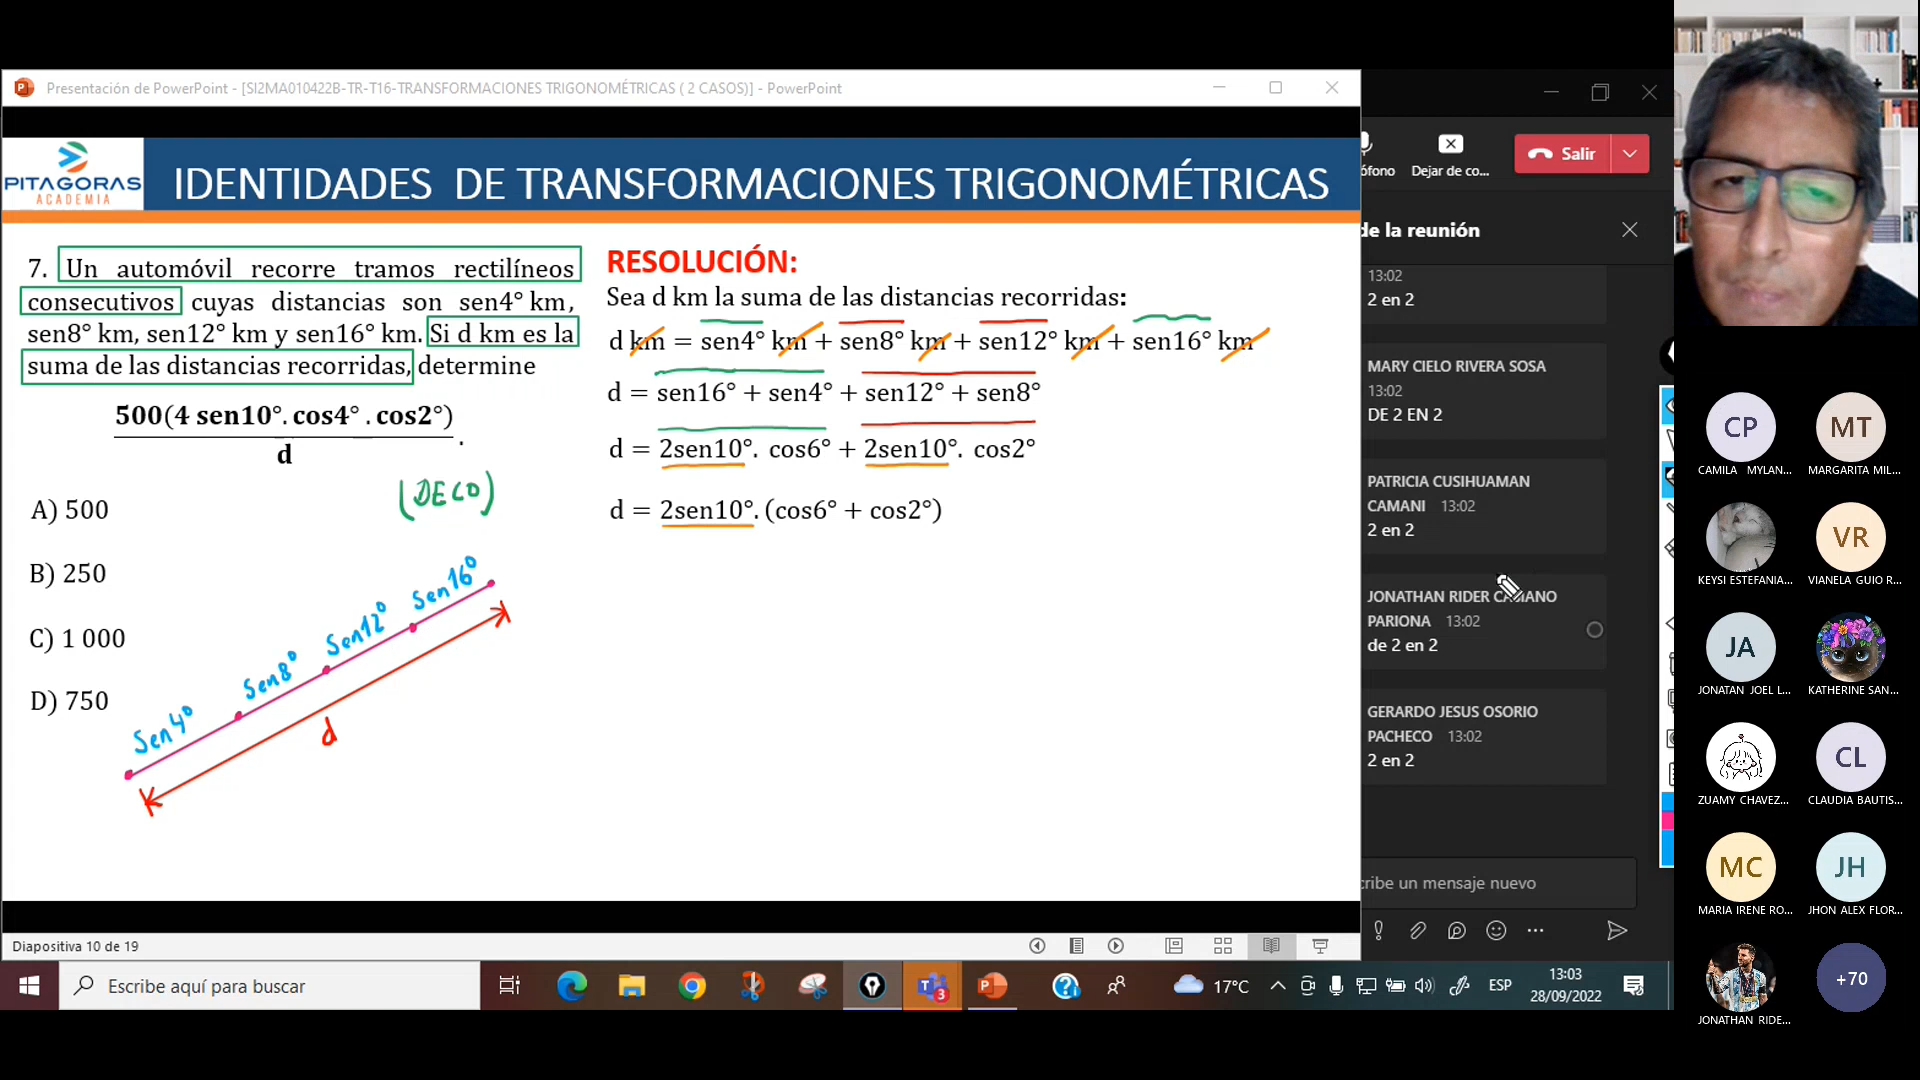 Presentación de PowerPoint - [SI2MA010422B-TR-T16-TRANSFORMACIONES TRIGONOMÉTRICAS ( 2 CASOS)] - PowerPoint
PITAGORAS
ACADEMIA
IDENTIDADES DE TRANSFORMACIONES TRIGONOMÉTRICAS
7. Un automóvil recorre tramos rectilíneos
consecutivos cuyas distancias son sen4° km,
sen8° km, sen12° km y sen16° km. Si d km es la
suma de las distancias recorridas, determine
500(4 sen10°. cos4° . cos2°)
d
.
(DECO)
A) 500
B) 250
C) 1 000
D) 750
Sen4°
Sen8°
Sen12°
Sen16°
d
RESOLUCIÓN:
Sea d km la suma de las distancias recorridas:
d km = sen4° km + sen8° km + sen12° km + sen16° km
d = sen16° + sen4° + sen12° + sen8°
d = 2sen10°. cos6° + 2sen10°. cos2°
d = 2sen10°. (cos6° + cos2°)
Diapositiva 10 de 19
ófono
Dejar de co...
Salir
de la reunión
13:02
2 en 2
MARY CIELO RIVERA SOSA
13:02
DE 2 EN 2
PATRICIA CUSIHUAMAN
CAMANI 13:02
2 en 2
JONATHAN RIDER CAMANO
PARIONA 13:02
de 2 en 2
GERARDO JESUS OSORIO
PACHECO 13:02
2 en 2
cribe un mensaje nuevo
CP
CAMILA MYLAN...
MT
MARGARITA MIL...
KEYSI ESTEFANIA...
VR
VIANELA GUIO R...
JA
JONATAN JOEL L...
KATHERINE SAN...
ZUAMY CHAVEZ...
CL
CLAUDIA BAUTIS...
MC
MARIA IRENE RO...
JH
JHON ALEX FLOR...
JONATHAN RIDE...
+70
Escribe aquí para buscar
3
17°C
ESP
13:03
28/09/2022